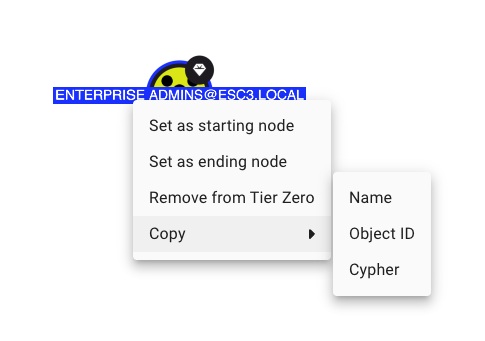 ENTERPRISE ADMINS@ESC3.LOCAL
Set as starting node
Set as ending node
Remove from Tier Zero
Copy
Name
Object ID
Cypher